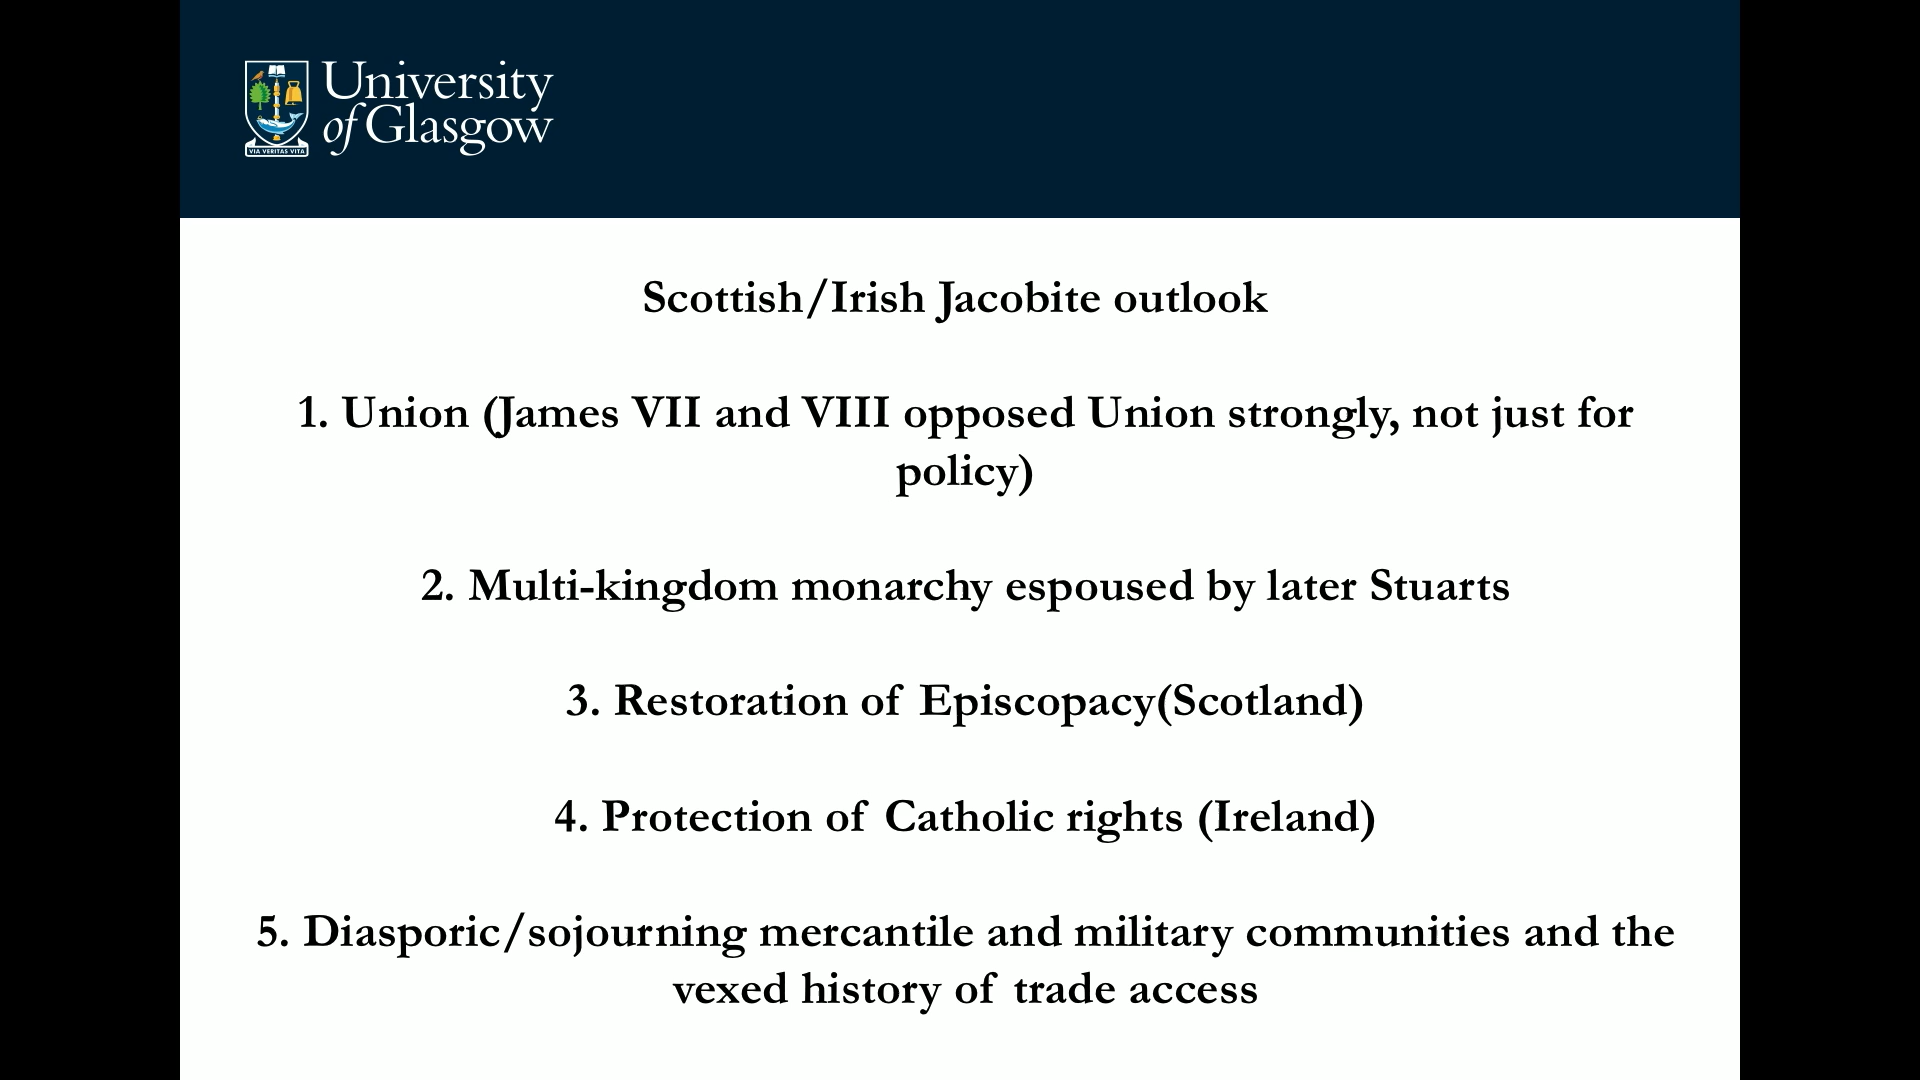 University
of Glasgow
VIA VERITAS VITA
Scottish/Irish Jacobite outlook
1. Union (James VII and VIII opposed Union strongly, not just for
policy)
2. Multi-kingdom monarchy espoused by later Stuarts
3. Restoration of Episcopacy(Scotland)
4. Protection of Catholic rights (Ireland)
5. Diasporic/sojourning mercantile and military communities and the
vexed history of trade access